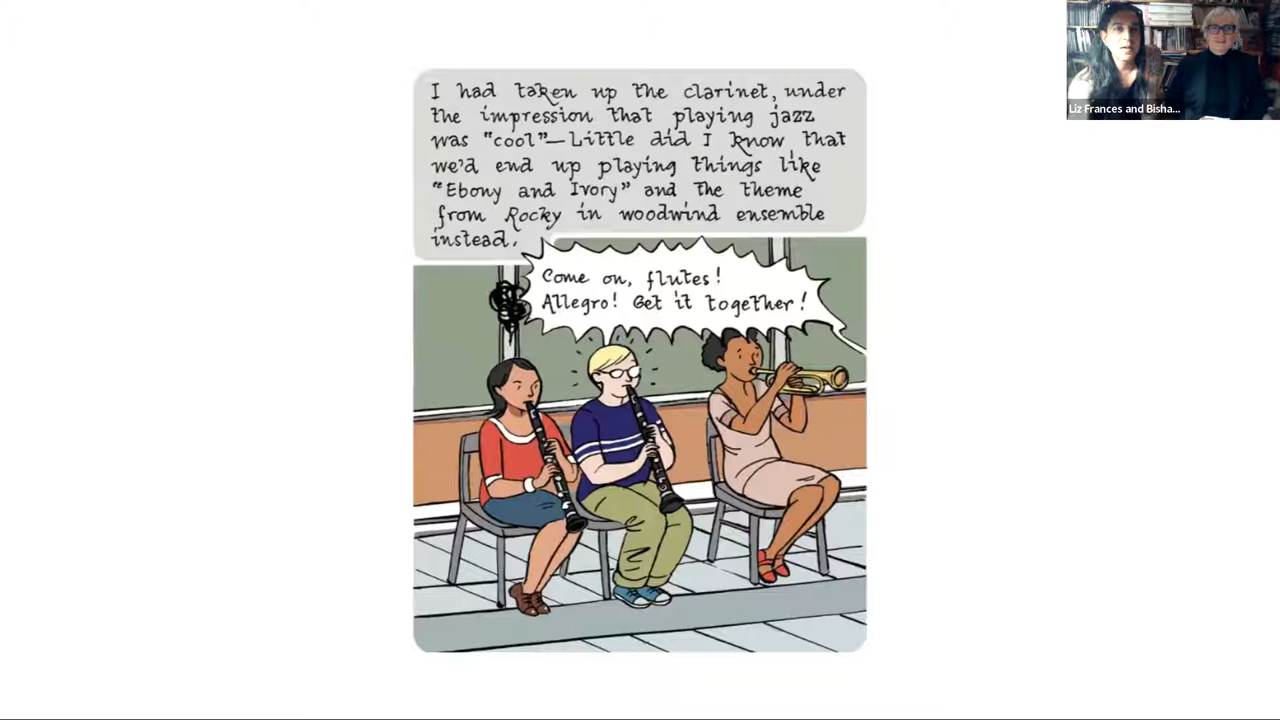 I had taken up the clarinet, under
the impression that playing jazz
was "cool"—Little did I know that
we'd end up playing things like
"Ebony and Ivory" and the theme
from Rocky in woodwind ensemble
instead.
Come on, flutes!
Allegro! Get it together!
Liz Frances and Bisha...